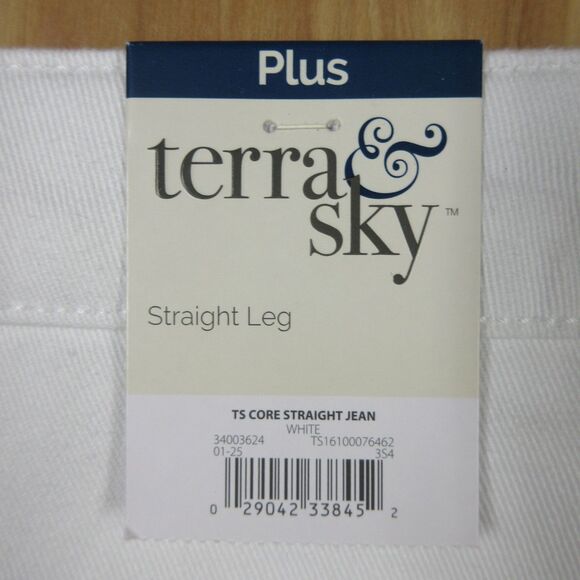 Plus
terra &
sky™
Straight Leg
TS CORE STRAIGHT JEAN
WHITE
34003624 TS16100076462
01-25 3S4
0 29042 33845 2